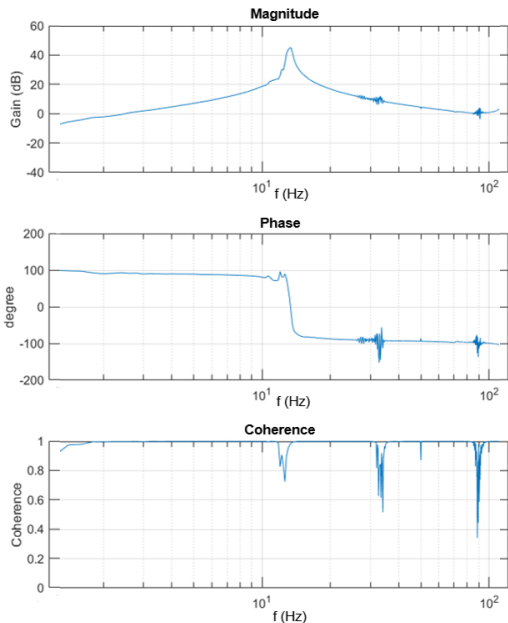 Magnitude
60
40
20
0
-20
-40
Gain (dB)
10^1
10^2
f (Hz)
Phase
200
100
0
-100
-200
degree
10^1
10^2
f (Hz)
Coherence
1
0.8
0.6
0.4
0.2
0
Coherence
10^1
10^2
f (Hz)